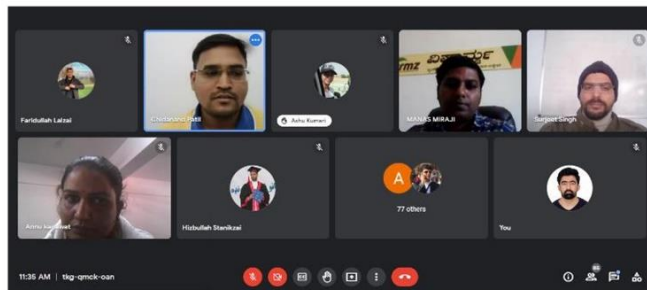 Faridullah Lalzai
Chidanand Patil
Ashu Kumari
MANAS MIRAJI
Surjeet Singh
Hizbullah Stanikzai
A
77 others
You
11:35 AM | tkg-qmck-oan